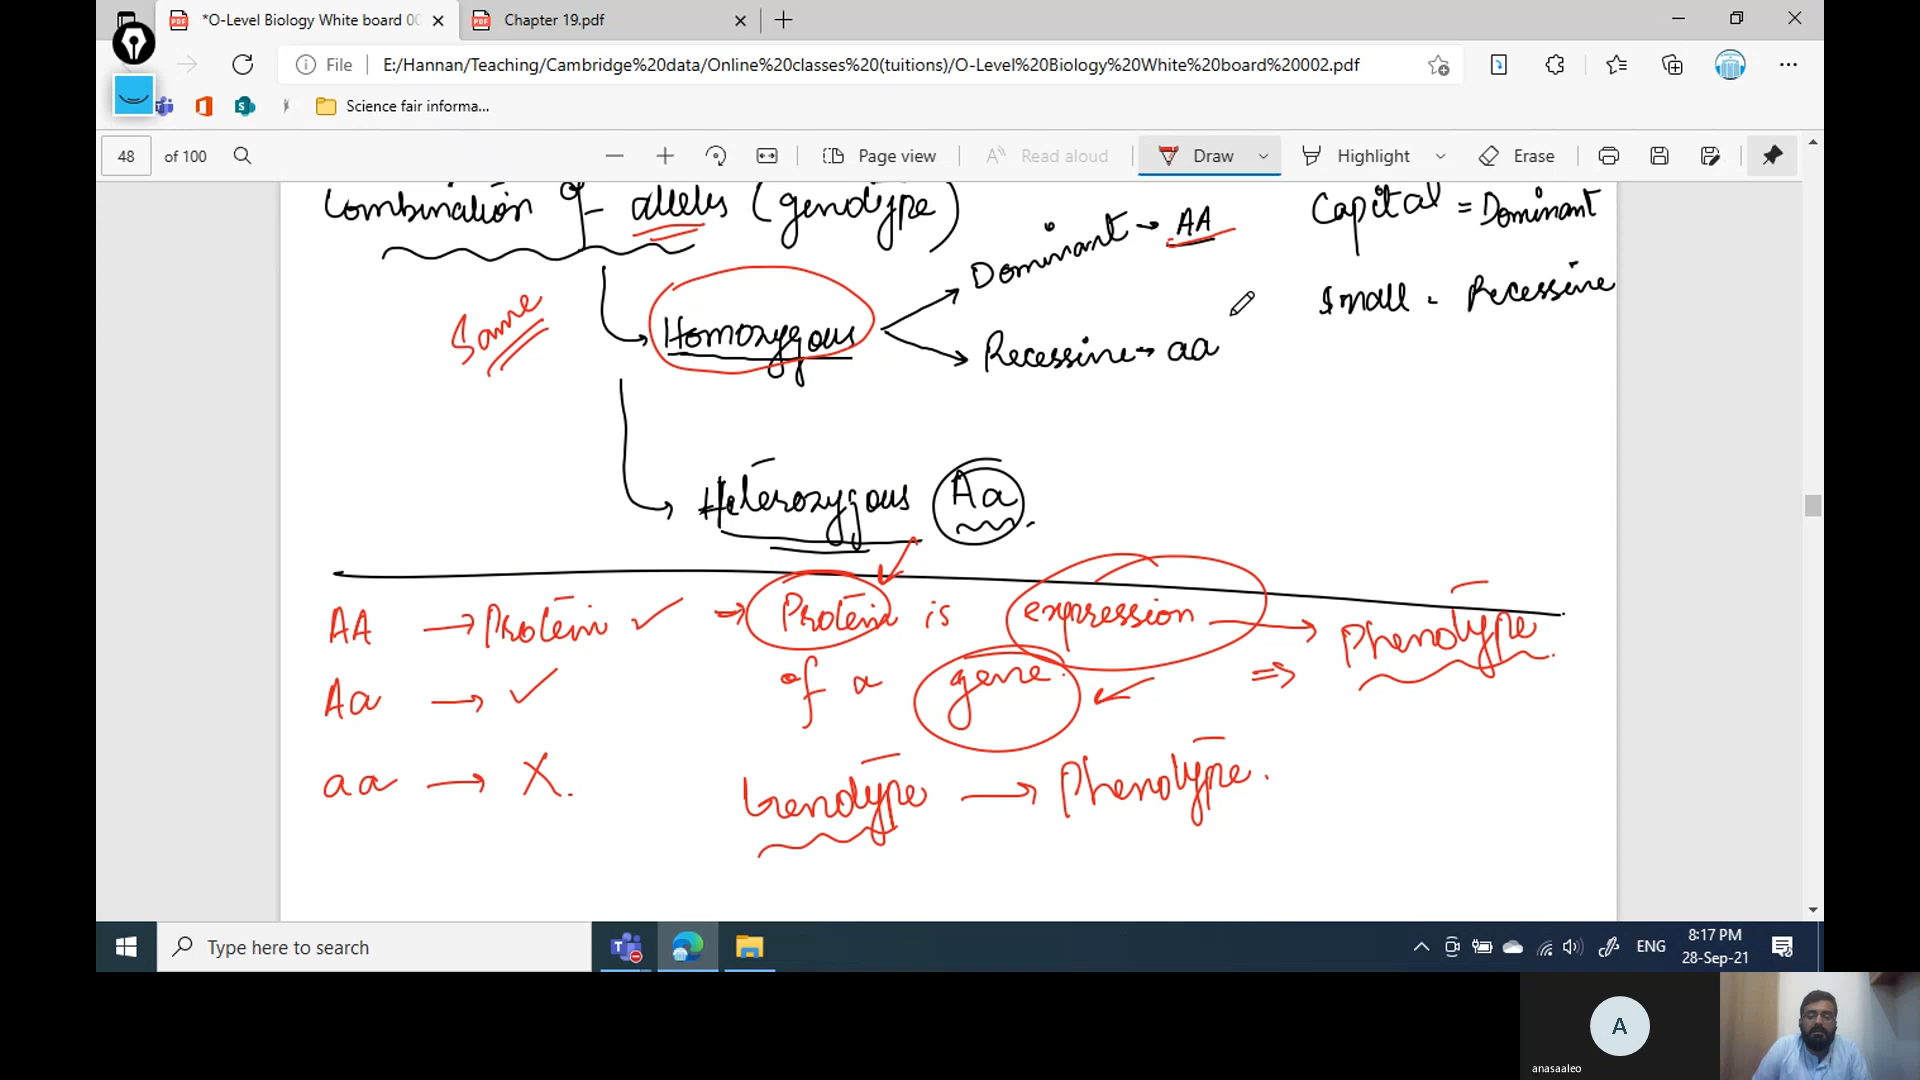 *O-Level Biology White board 00
Chapter 19.pdf
File
E:/Hannan/Teaching/Cambridge%20data/Online%20classes%20(tuitions)/O-Level%20Biology%20White%20board%20002.pdf
Science fair informa...
48 of 100
Page view
Read aloud
Draw
Highlight
Erase
Combination of alleles (genotype)
Capital = Dominant
Dominant → AA
Small = Recessive
Same
Homozygous
Recessive → aa
Heterozygous Aa
AA → Protein ✓ ⇒ Protein is expression → Phenotype
of a gene. ⇒
Aa → ✓
aa → X.
Genotype → Phenotype.
Type here to search
ENG
8:17 PM
28-Sep-21
A
anasaaleo